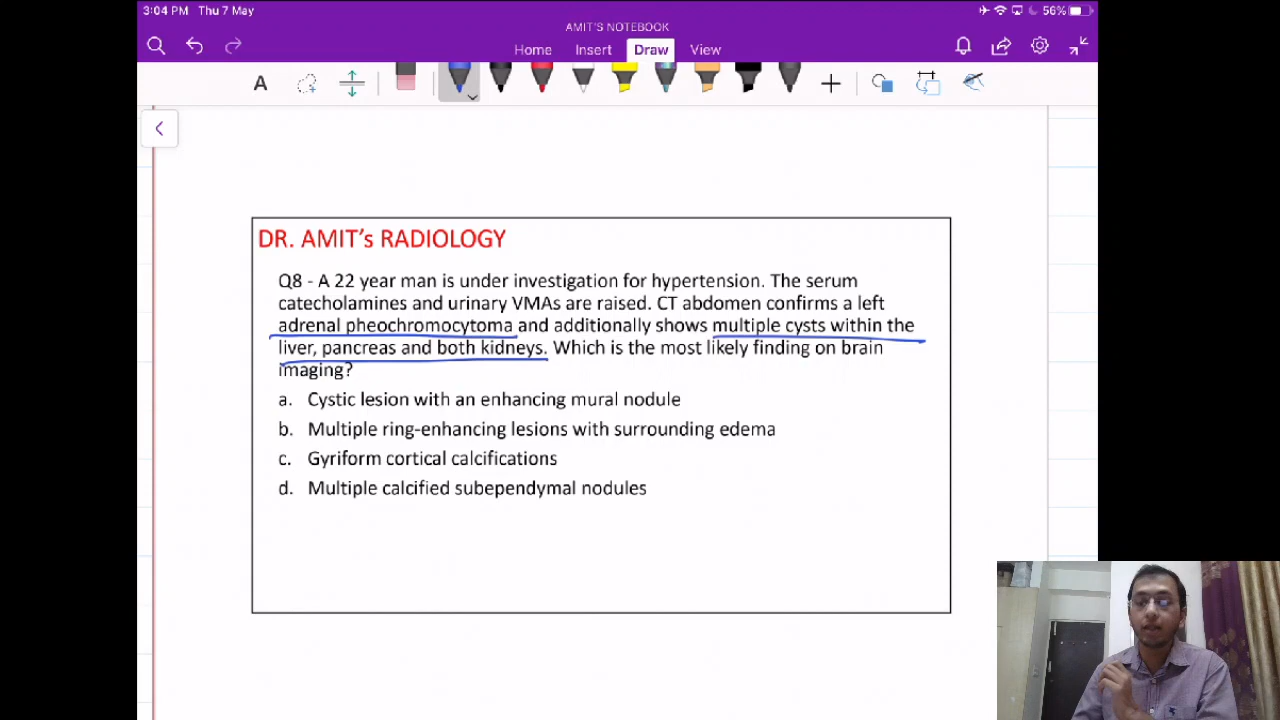 3:04 PM Thu 7 May
56%
AMIT'S NOTEBOOK
Home Insert Draw View
A
DR. AMIT's RADIOLOGY
Q8 - A 22 year man is under investigation for hypertension. The serum
catecholamines and urinary VMAs are raised. CT abdomen confirms a left
adrenal pheochromocytoma and additionally shows multiple cysts within the
liver, pancreas and both kidneys. Which is the most likely finding on brain
imaging?
a. Cystic lesion with an enhancing mural nodule
b. Multiple ring-enhancing lesions with surrounding edema
c. Gyriform cortical calcifications
d. Multiple calcified subependymal nodules